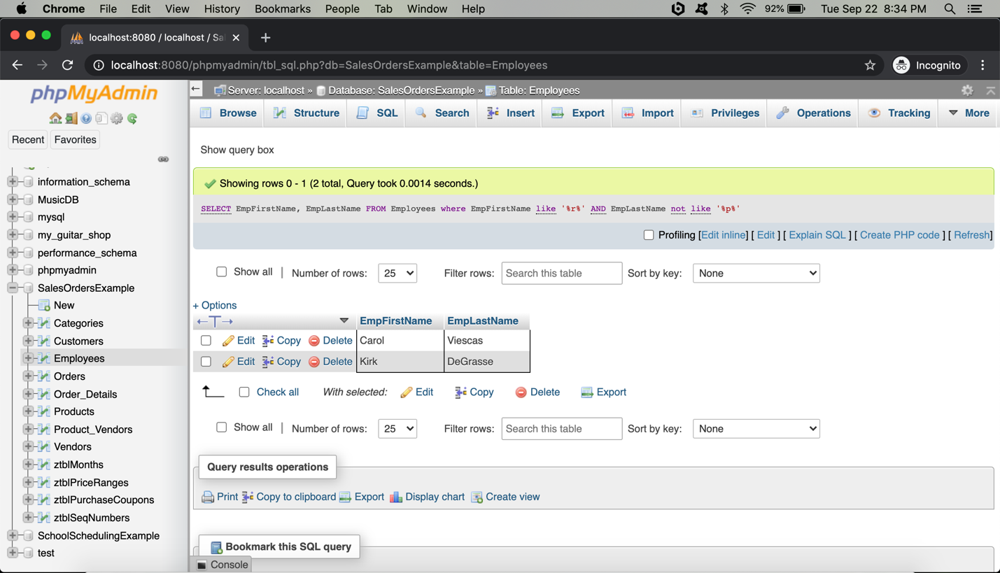 Chrome File Edit View History Bookmarks People Tab Window Help 92% Tue Sep 22 8:34 PM
localhost:8080 / localhost / Sa
localhost:8080/phpmyadmin/tbl_sql.php?db=SalesOrdersExample&table=Employees Incognito
phpMyAdmin
Recent Favorites
information_schema
MusicDB
mysql
my_guitar_shop
performance_schema
phpmyadmin
SalesOrdersExample
New
Categories
Customers
Employees
Orders
Order_Details
Products
Product_Vendors
Vendors
ztblMonths
ztblPriceRanges
ztblPurchaseCoupons
ztblSeqNumbers
SchoolSchedulingExample
test
Server: localhost » Database: SalesOrdersExample » Table: Employees
Browse Structure SQL Search Insert Export Import Privileges Operations Tracking More
Show query box
Showing rows 0 - 1 (2 total, Query took 0.0014 seconds.)
SELECT EmpFirstName, EmpLastName FROM Employees where EmpFirstName like '%r%' AND EmpLastName not like '%p%'
Profiling [Edit inline] [ Edit ] [ Explain SQL ] [ Create PHP code ] [ Refresh]
Show all | Number of rows: 25 Filter rows: Search this table Sort by key: None
+ Options
←T→ EmpFirstName EmpLastName
Edit Copy Delete Carol Viescas
Edit Copy Delete Kirk DeGrasse
Check all With selected: Edit Copy Delete Export
Show all | Number of rows: 25 Filter rows: Search this table Sort by key: None
Query results operations
Print Copy to clipboard Export Display chart Create view
Bookmark this SQL query
Console